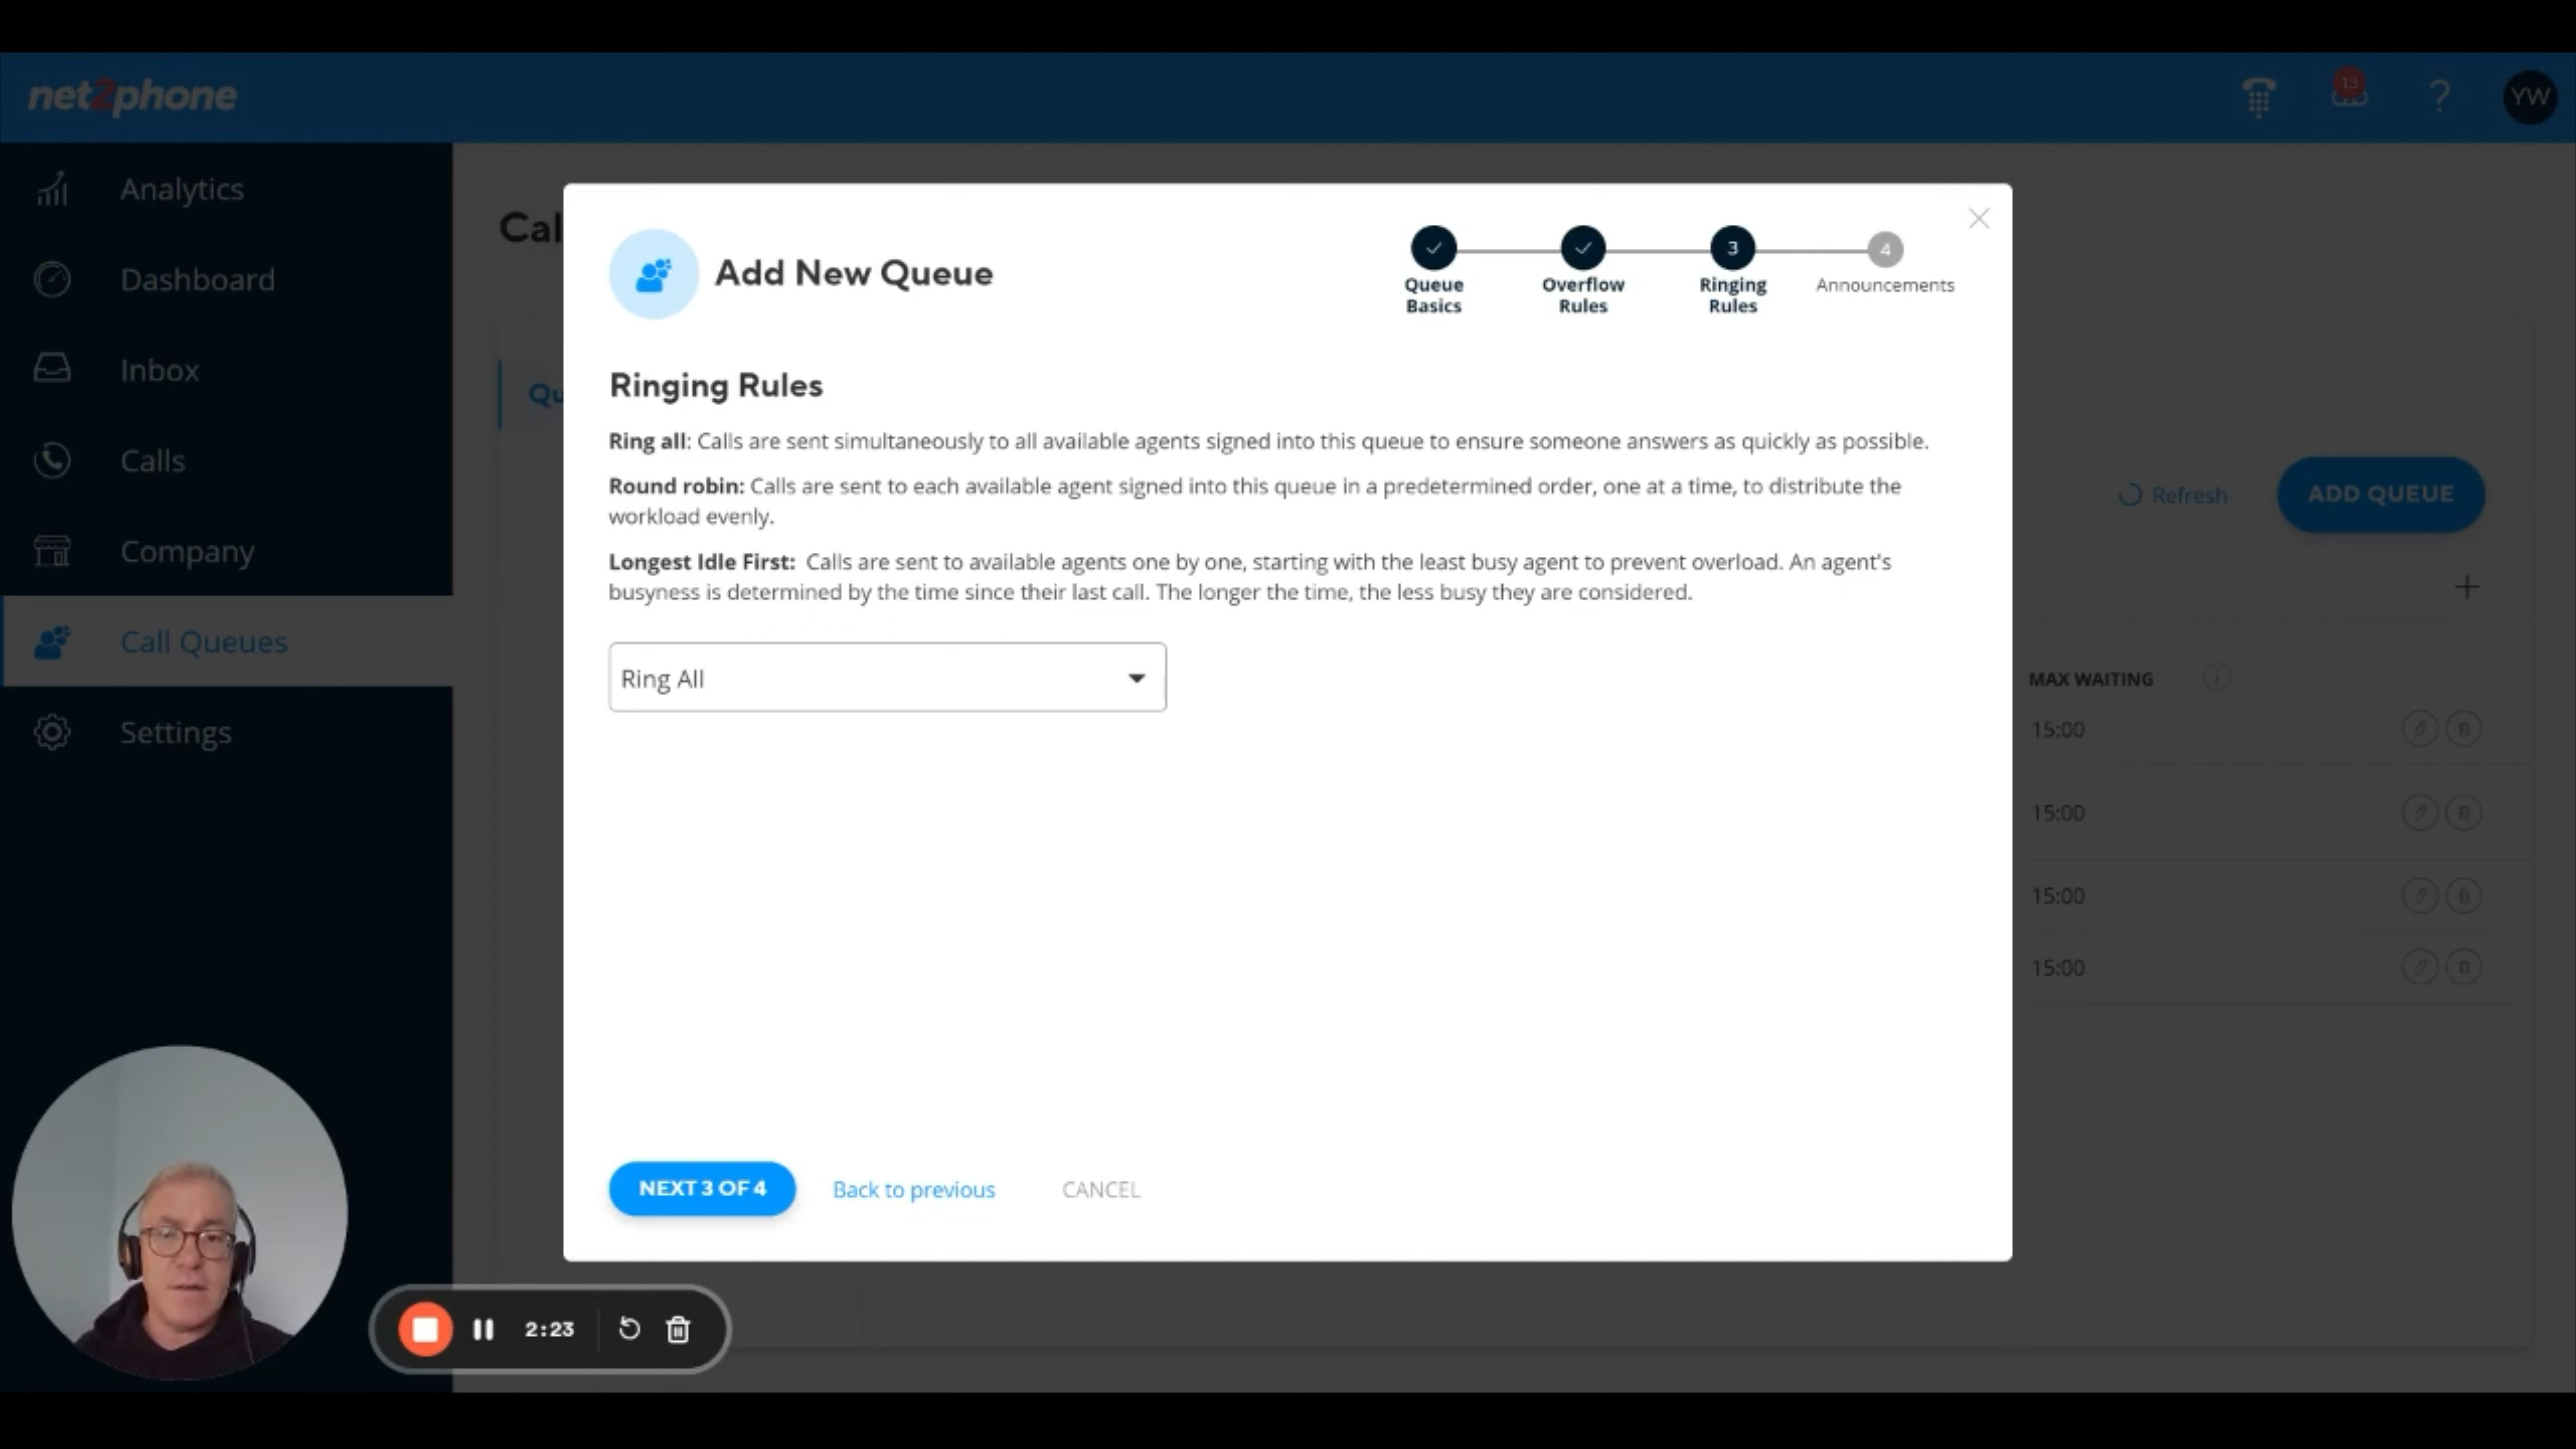 net2phone
13
?
YW
Analytics
Dashboard
Inbox
Calls
Company
Call Queues
Settings
Cal
Qu
Add New Queue
3
4
Queue
Basics
Overflow
Rules
Ringing
Rules
Announcements
Ringing Rules
Ring all: Calls are sent simultaneously to all available agents signed into this queue to ensure someone answers as quickly as possible.
Round robin: Calls are sent to each available agent signed into this queue in a predetermined order, one at a time, to distribute the
workload evenly.
Longest Idle First: Calls are sent to available agents one by one, starting with the least busy agent to prevent overload. An agent's
busyness is determined by the time since their last call. The longer the time, the less busy they are considered.
Ring All
NEXT 3 OF 4
Back to previous
CANCEL
Refresh
ADD QUEUE
MAX WAITING
15:00
15:00
15:00
15:00
2:23